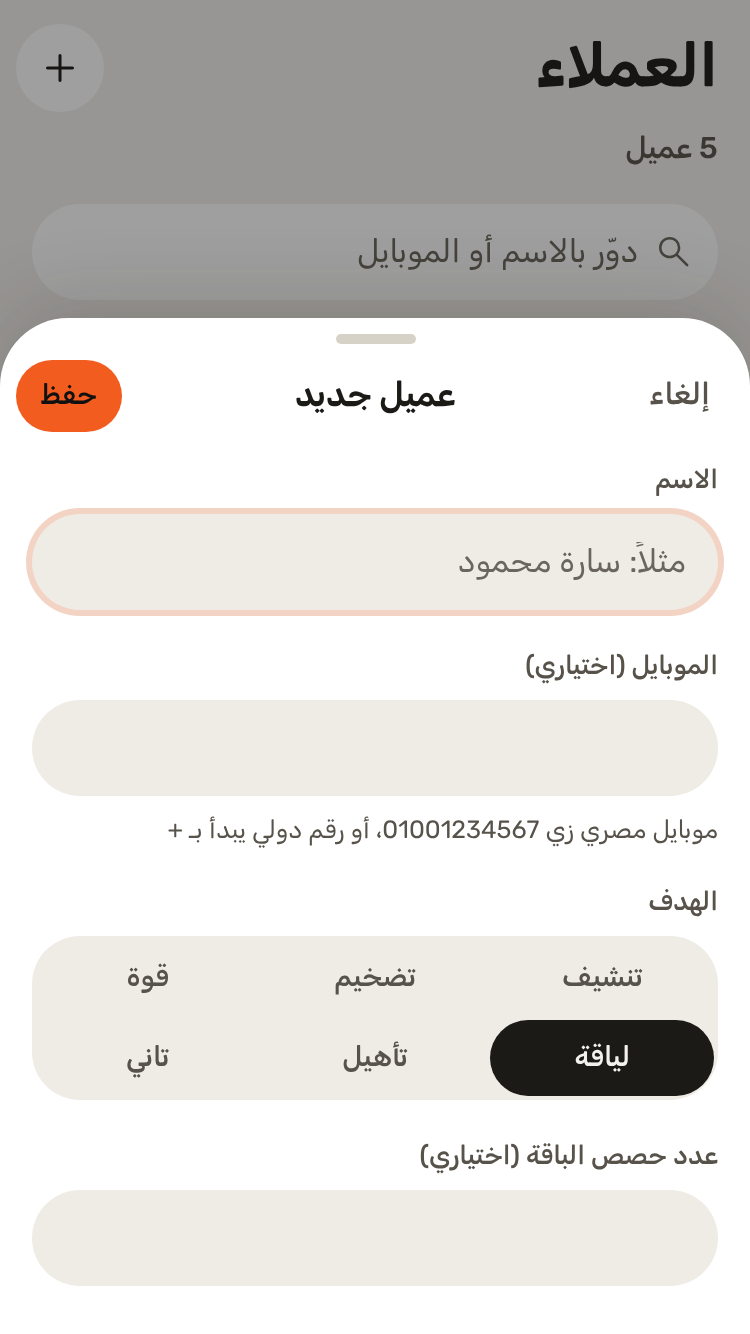 العملاء
5 عميل
دوّر بالاسم أو الموبايل
إلغاء
عميل جديد
حفظ
الاسم
مثلاً: سارة محمود
الموبايل (اختياري)
موبايل مصري زي 01001234567، أو رقم دولي يبدأ بـ +
الهدف
تنشيف تضخيم قوة
لياقة تأهيل تاني
عدد حصص الباقة (اختياري)